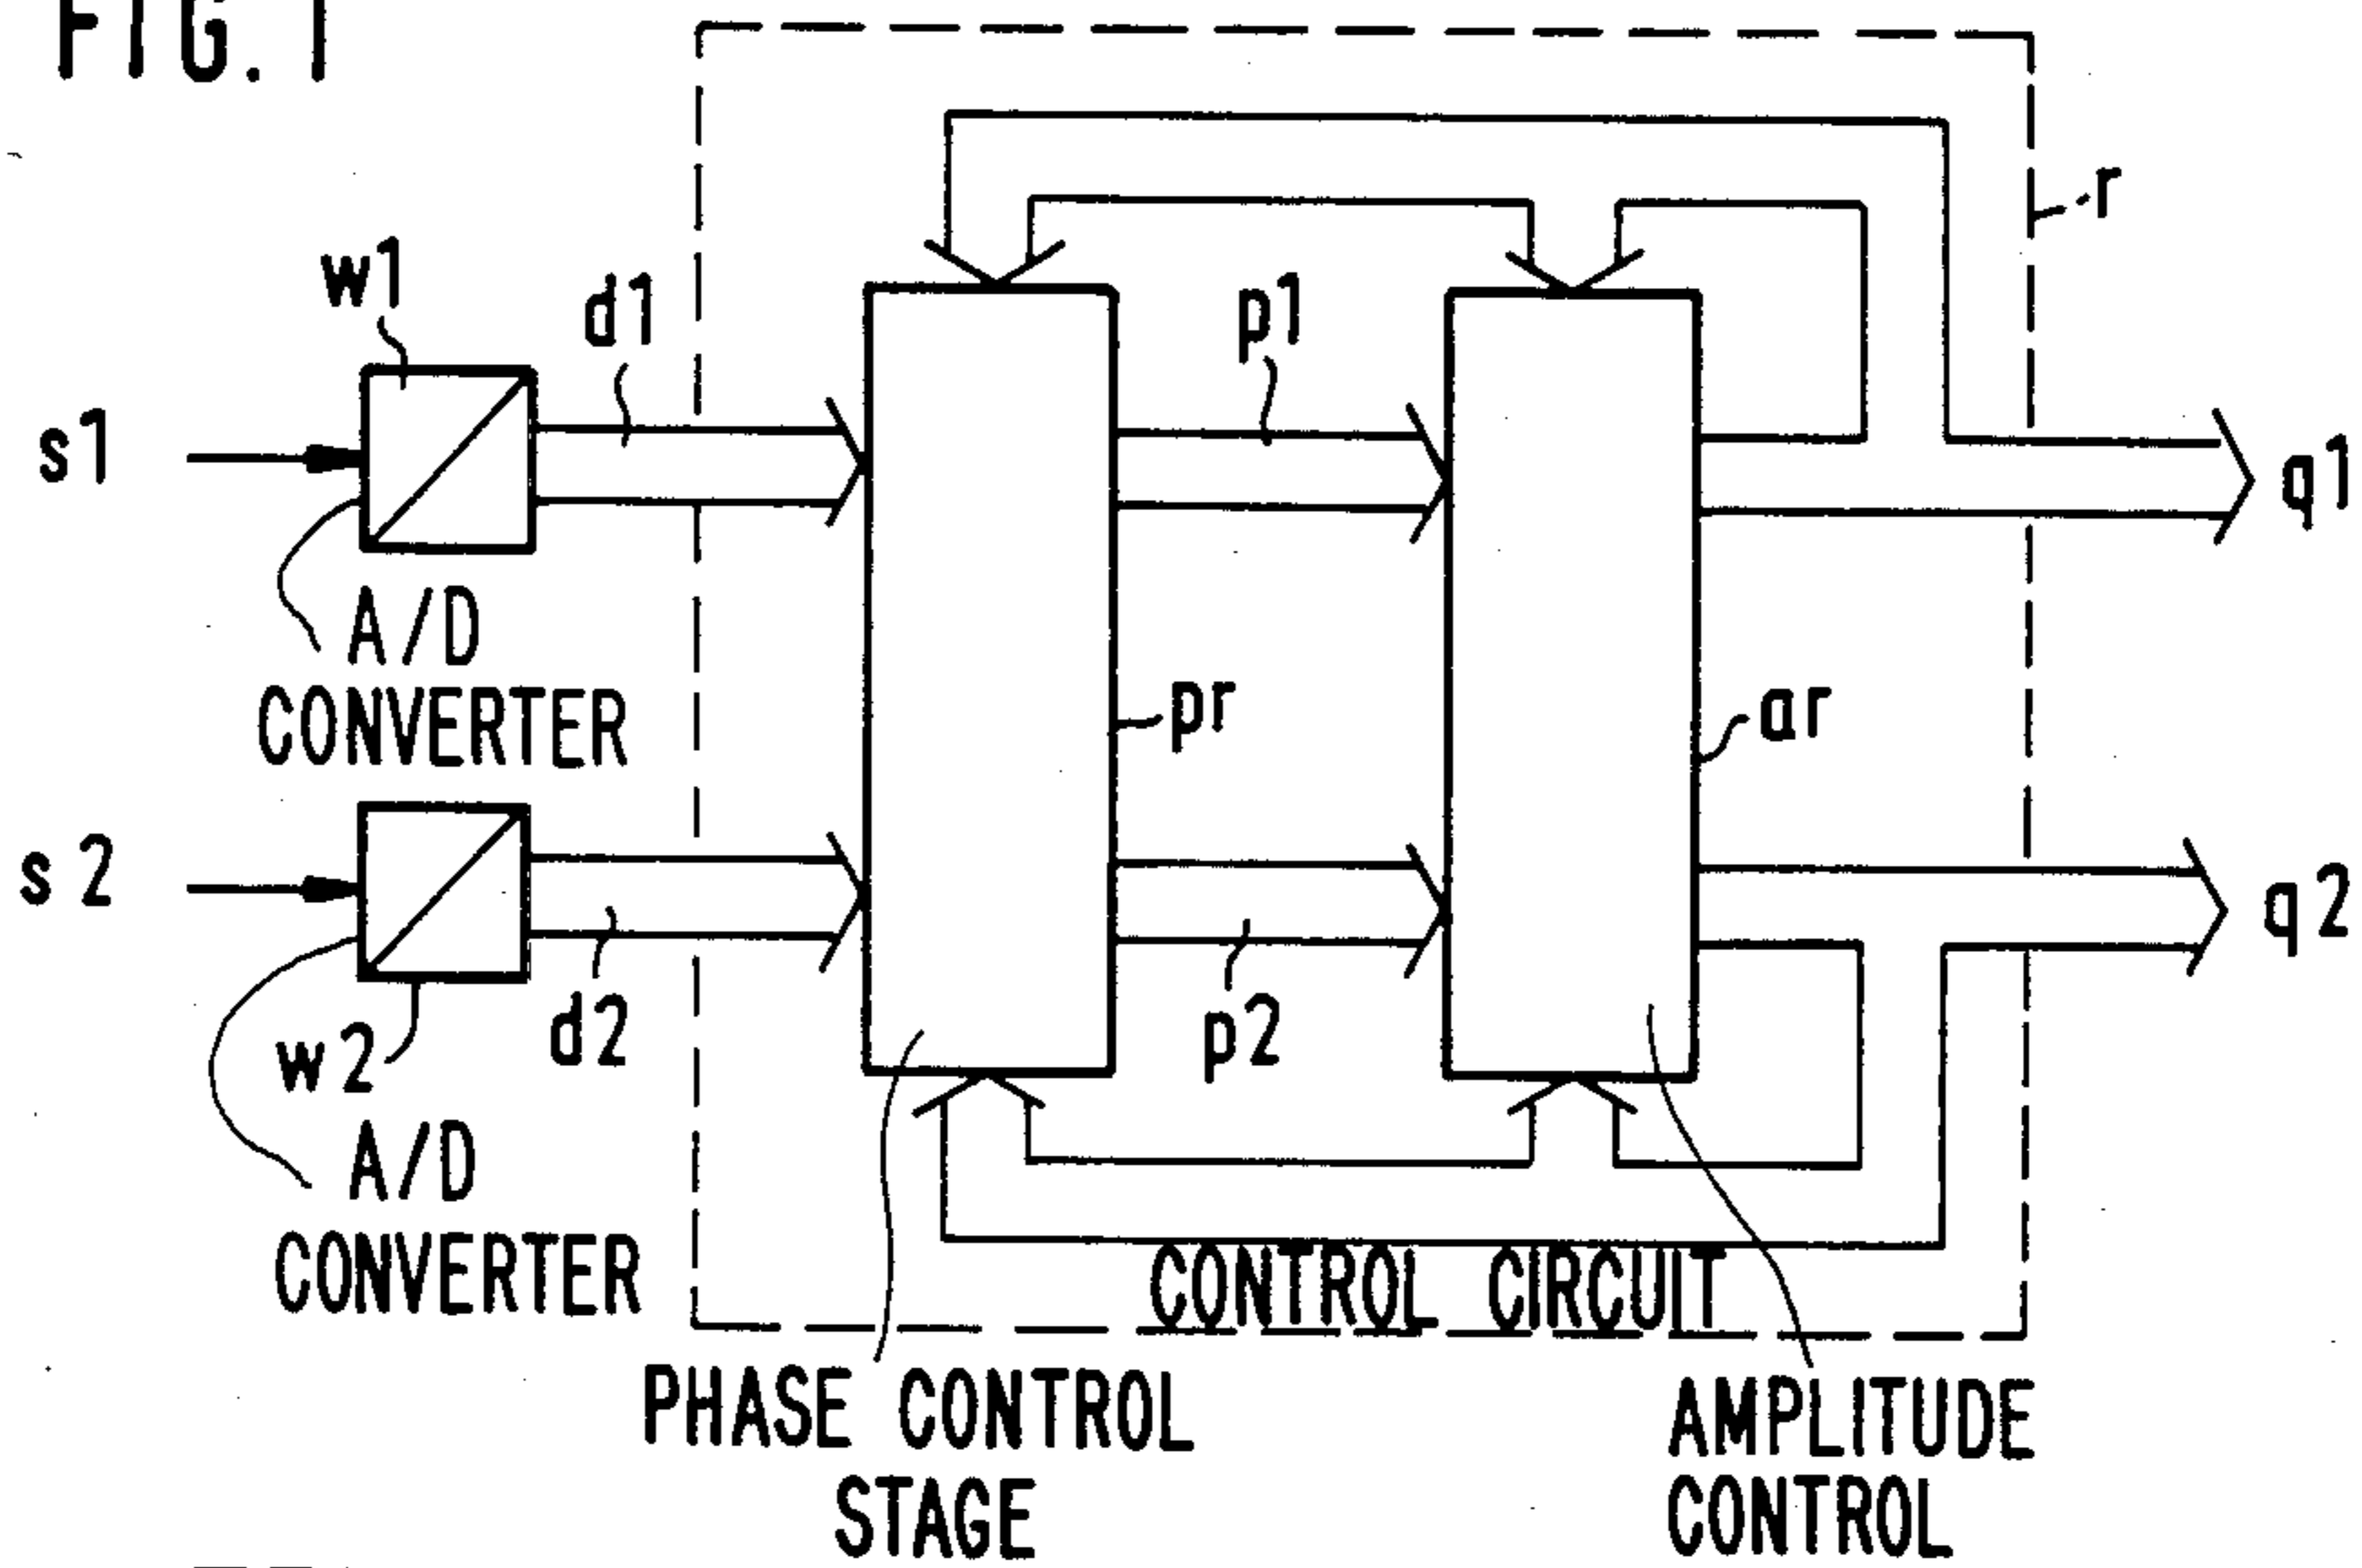 FIG. 1
r
w1
d1
p1
s1
q1
A/D
CONVERTER
pr
ar
s2
q2
d2
w2
p2
A/D
CONVERTER
CONTROL CIRCUIT
PHASE CONTROL
STAGE
AMPLITUDE
CONTROL